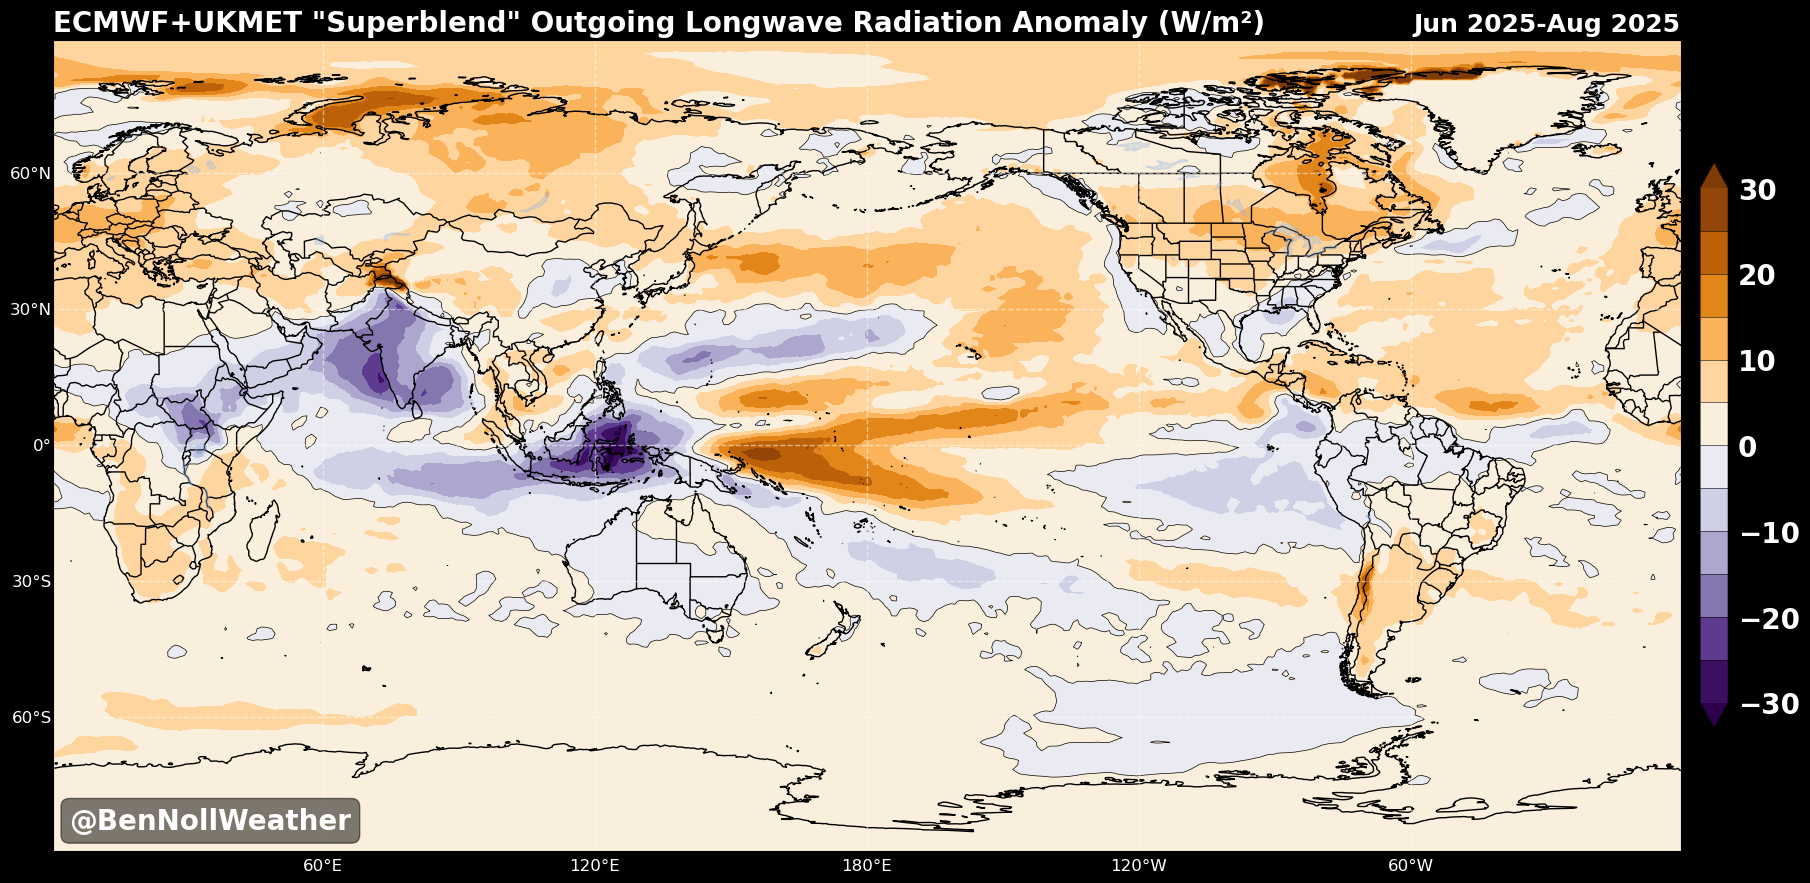 ECMWF+UKMET "Superblend" Outgoing Longwave Radiation Anomaly (W/m²)
Jun 2025-Aug 2025
60°N
30°N
0°
30°S
60°S
60°E
120°E
180°E
120°W
60°W
30
20
10
0
−10
−20
−30
@BenNollWeather